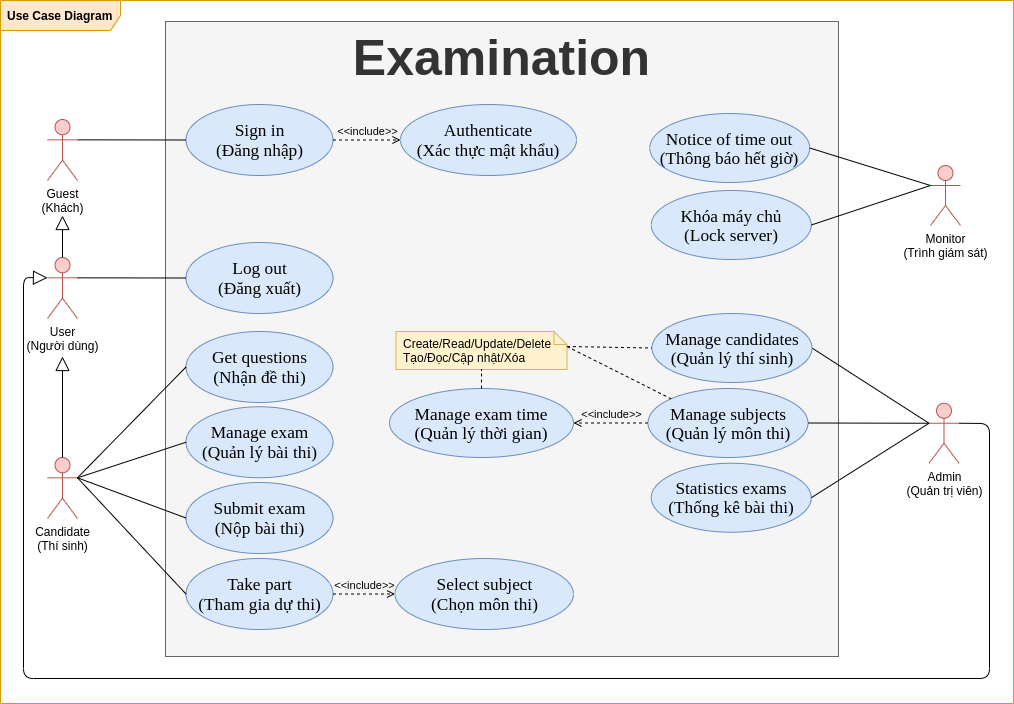 Use Case Diagram
Examination
Sign in
(Đăng nhập)
<<include>>
Authenticate
(Xác thực mật khẩu)
Notice of time out
(Thông báo hết giờ)
Khóa máy chủ
(Lock server)
Guest
(Khách)
Monitor
(Trình giám sát)
Log out
(Đăng xuất)
User
(Người dùng)
Get questions
(Nhận đề thi)
Create/Read/Update/Delete
Tạo/Đọc/Cập nhật/Xóa
Manage candidates
(Quản lý thí sinh)
Manage exam
(Quản lý bài thi)
Manage exam time
(Quản lý thời gian)
<<include>>
Manage subjects
(Quản lý môn thi)
Submit exam
(Nộp bài thi)
Statistics exams
(Thống kê bài thi)
Admin
(Quản trị viên)
Candidate
(Thí sinh)
Take part
(Tham gia dự thi)
<<include>>
Select subject
(Chọn môn thi)